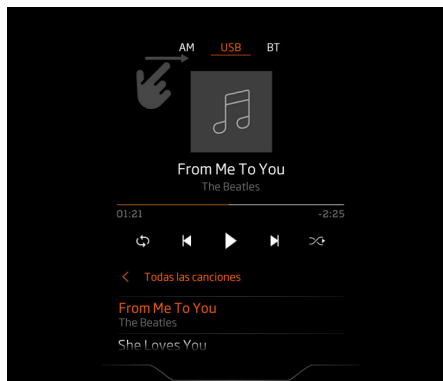 AM USB BT
From Me To You
The Beatles
01:21 -2:25
Todas las canciones
From Me To You
The Beatles
She Loves You